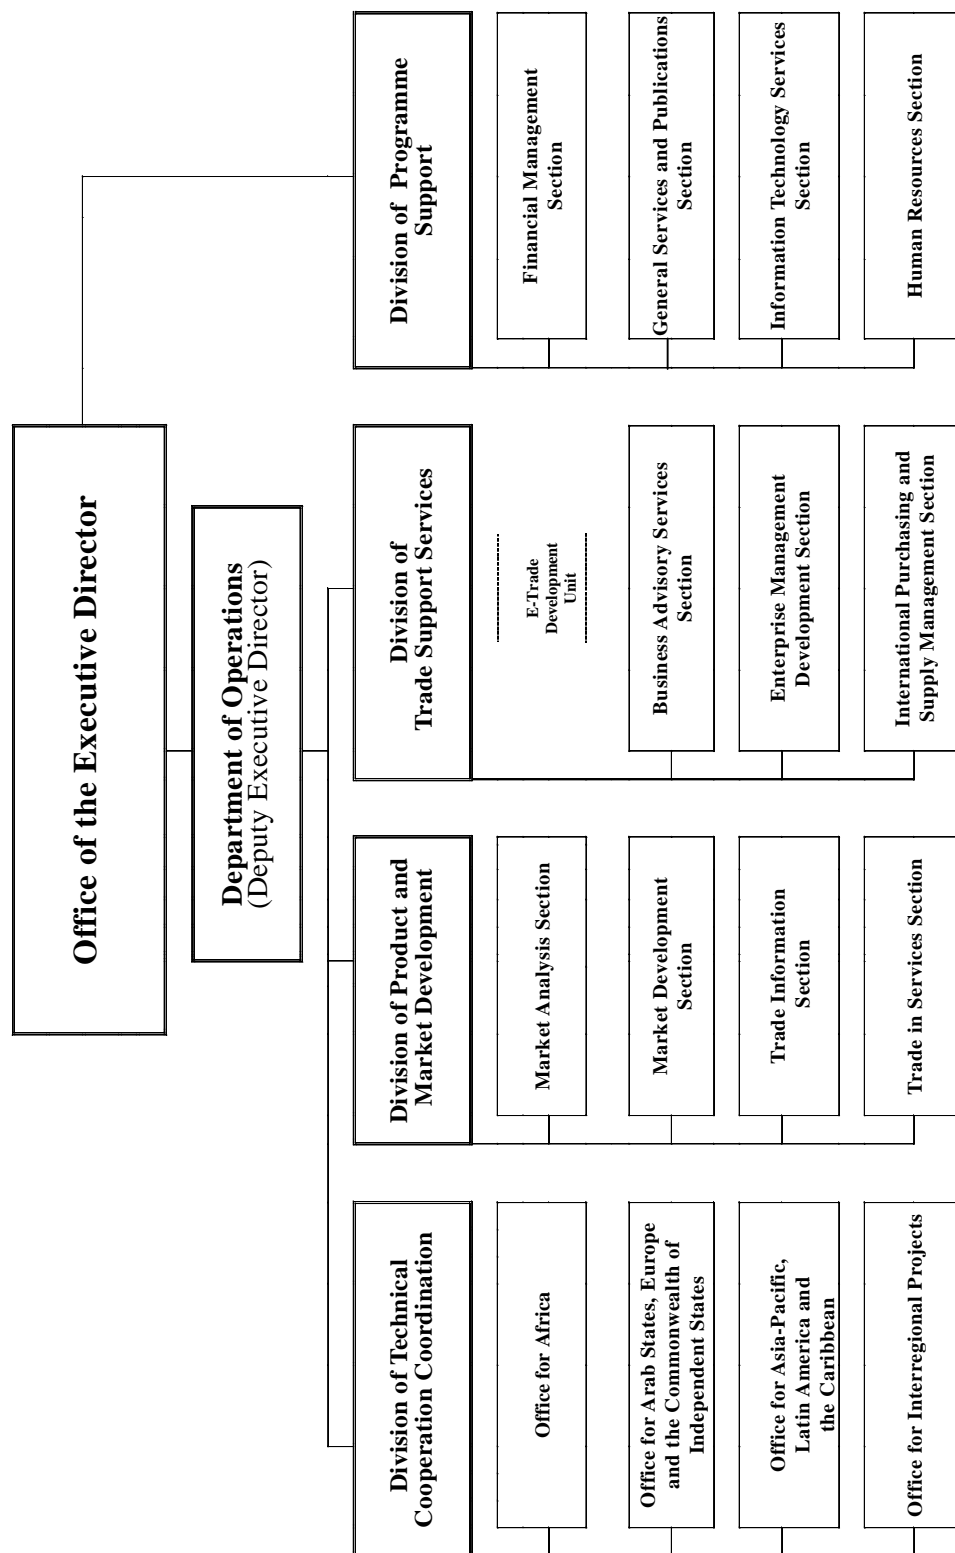 Office of the Executive Director
Department of Operations
(Deputy Executive Director)
Division of Technical
Cooperation Coordination
Office for Africa
Office for Arab States, Europe
and the Commonwealth of
Independent States
Office for Asia-Pacific,
Latin America and
the Caribbean
Office for Interregional Projects
Division of Product and
Market Development
Market Analysis Section
Market Development
Section
Trade Information
Section
Trade in Services Section
Division of
Trade Support Services
E-Trade
Development
Unit
Business Advisory Services
Section
Enterprise Management
Development Section
International Purchasing and
Supply Management Section
Division of Programme
Support
Financial Management
Section
General Services and Publications
Section
Information Technology Services
Section
Human Resources Section